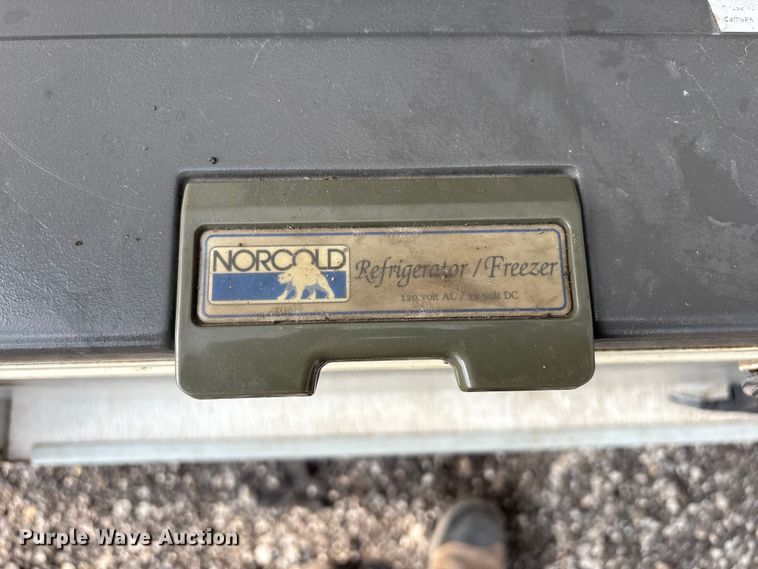 NORCOLD
Refrigerator / Freezer
120 volt AC / 12 volt DC
Purple Wave Auction